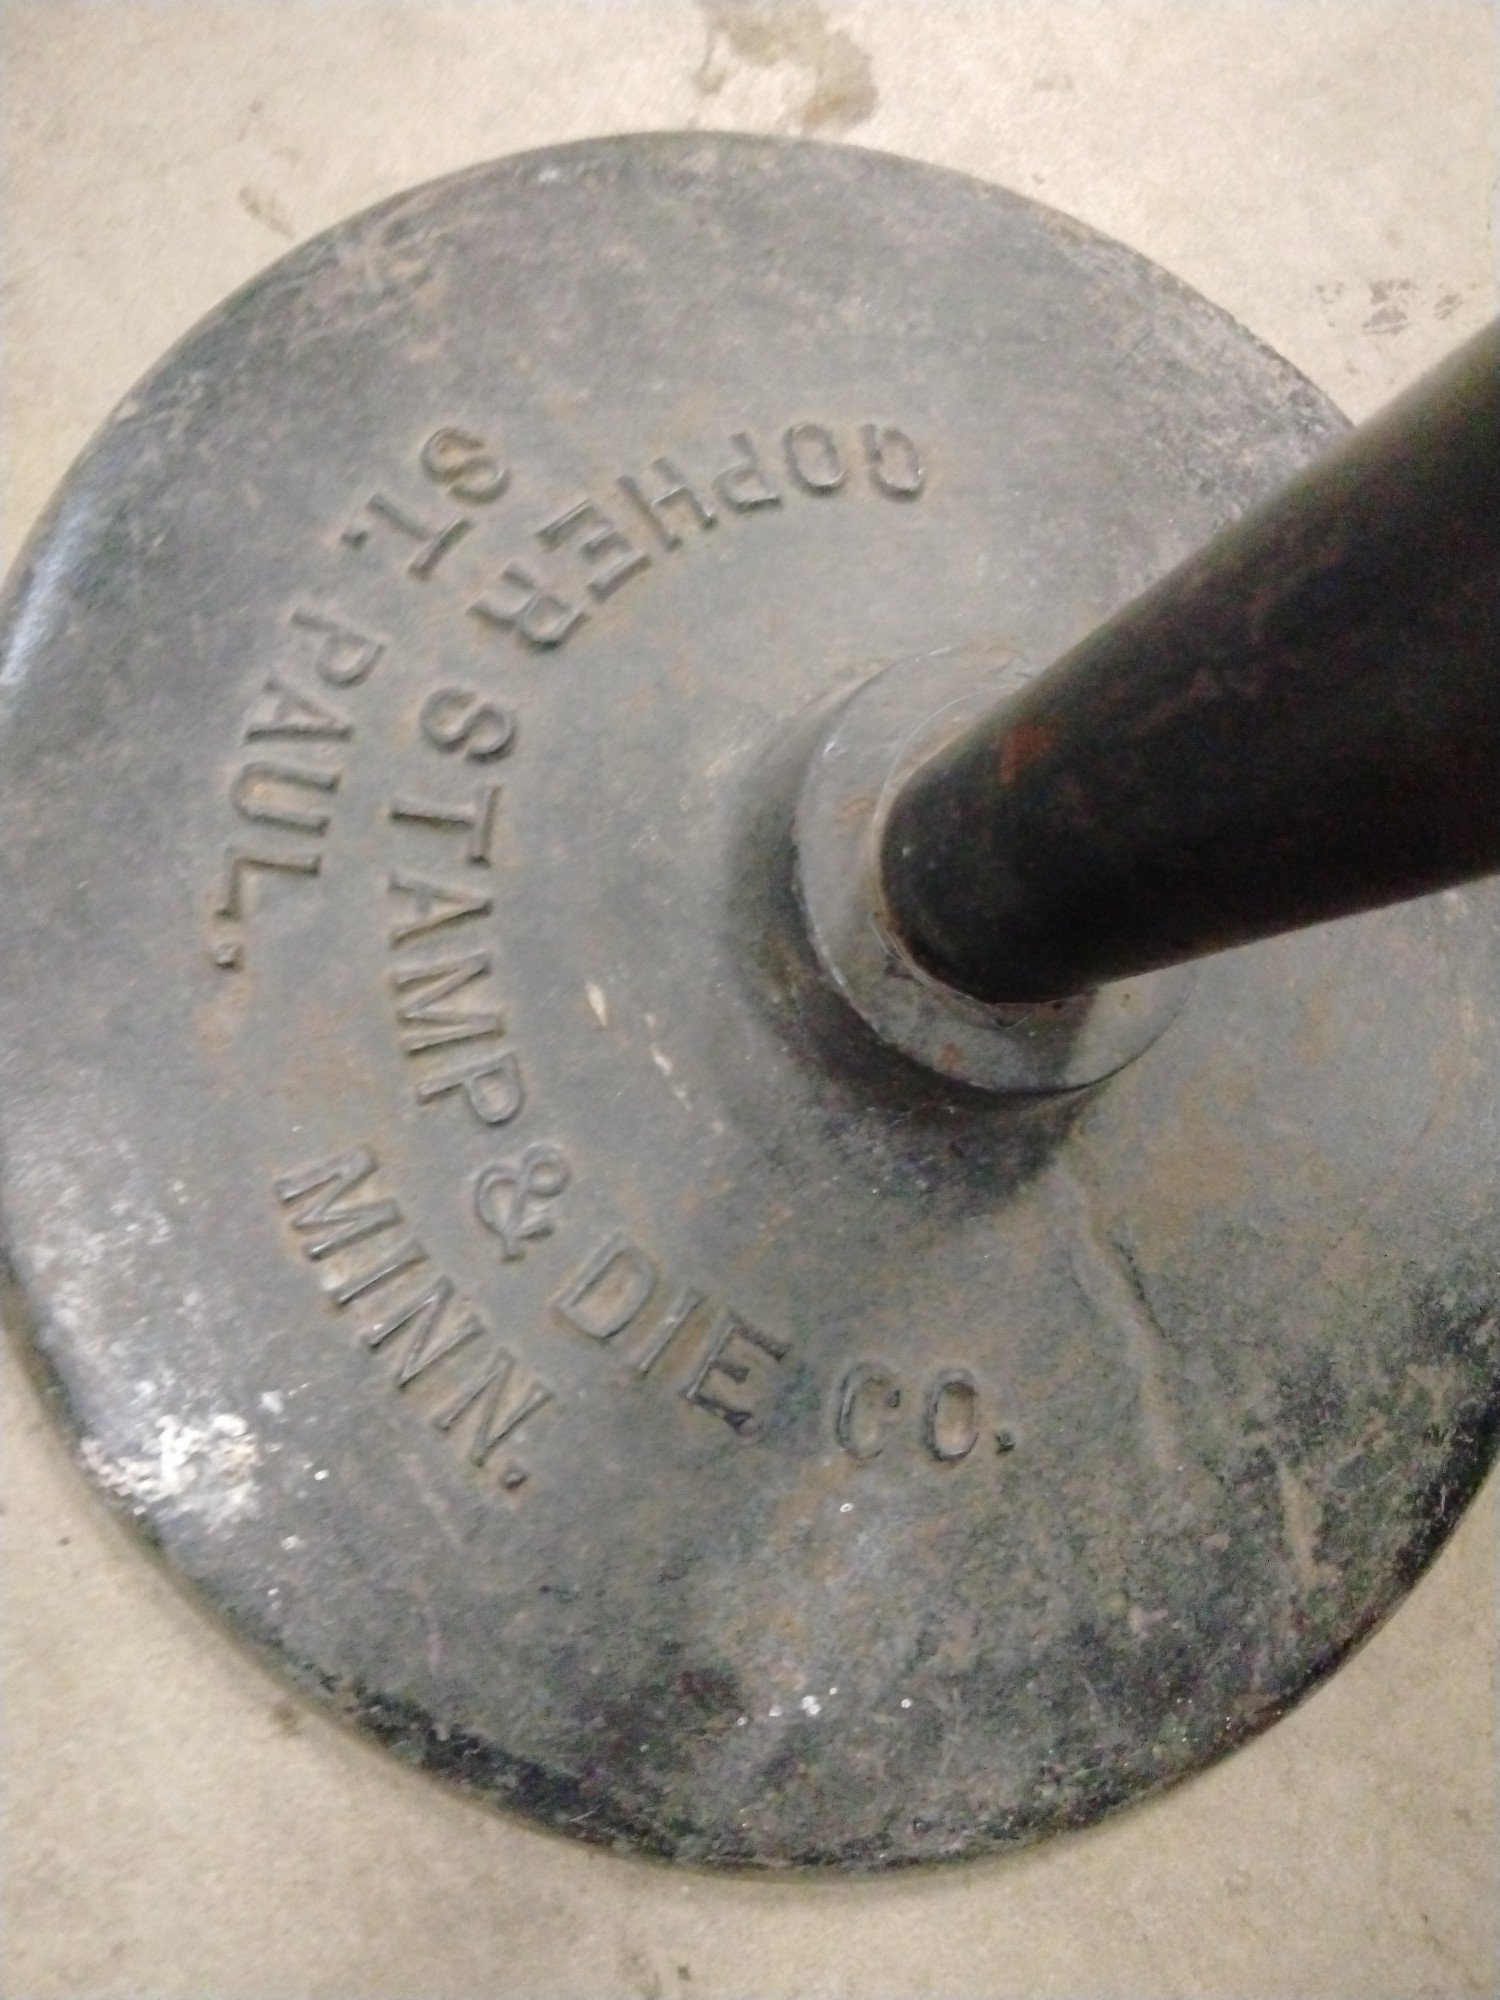 GOPHER STAMP & DIE CO.
ST. PAUL. MINN.